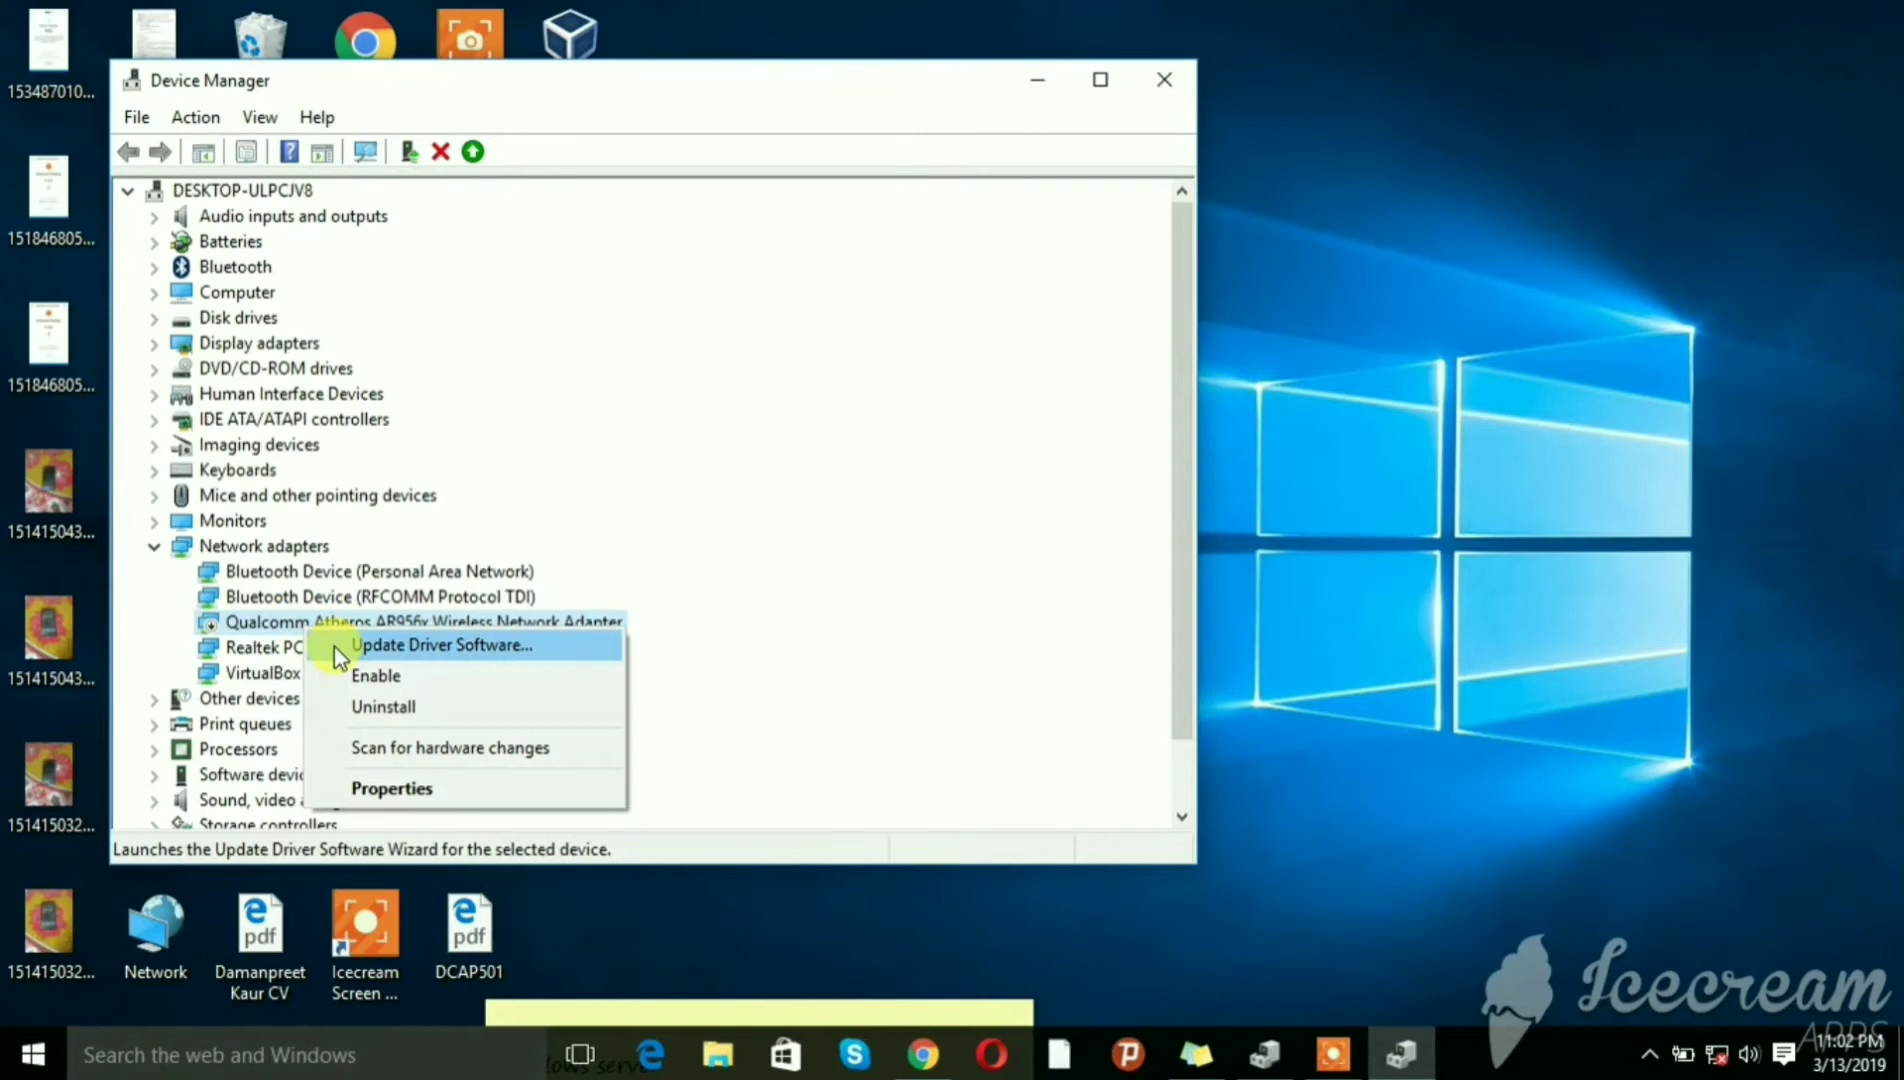 153487010...
Device Manager
File Action View Help
DESKTOP-ULPCJV8
Audio inputs and outputs
Batteries
Bluetooth
Computer
Disk drives
Display adapters
DVD/CD-ROM drives
Human Interface Devices
IDE ATA/ATAPI controllers
Imaging devices
Keyboards
Mice and other pointing devices
Monitors
Network adapters
Bluetooth Device (Personal Area Network)
Bluetooth Device (RFCOMM Protocol TDI)
Qualcomm Atheros AR956x Wireless Network Adapter
Realtek PC
VirtualBox
Other devices
Print queues
Processors
Software devic
Sound, video
Storage controllers
Update Driver Software...
Enable
Uninstall
Scan for hardware changes
Properties
Launches the Update Driver Software Wizard for the selected device.
151846805...
151846805...
151415043...
151415043...
151415032...
151415032...
Network
pdf
Damanpreet
Kaur CV
Icecream
Screen ...
pdf
DCAP501
Icecream
APPS
Search the web and Windows
11:02 PM
3/13/2019